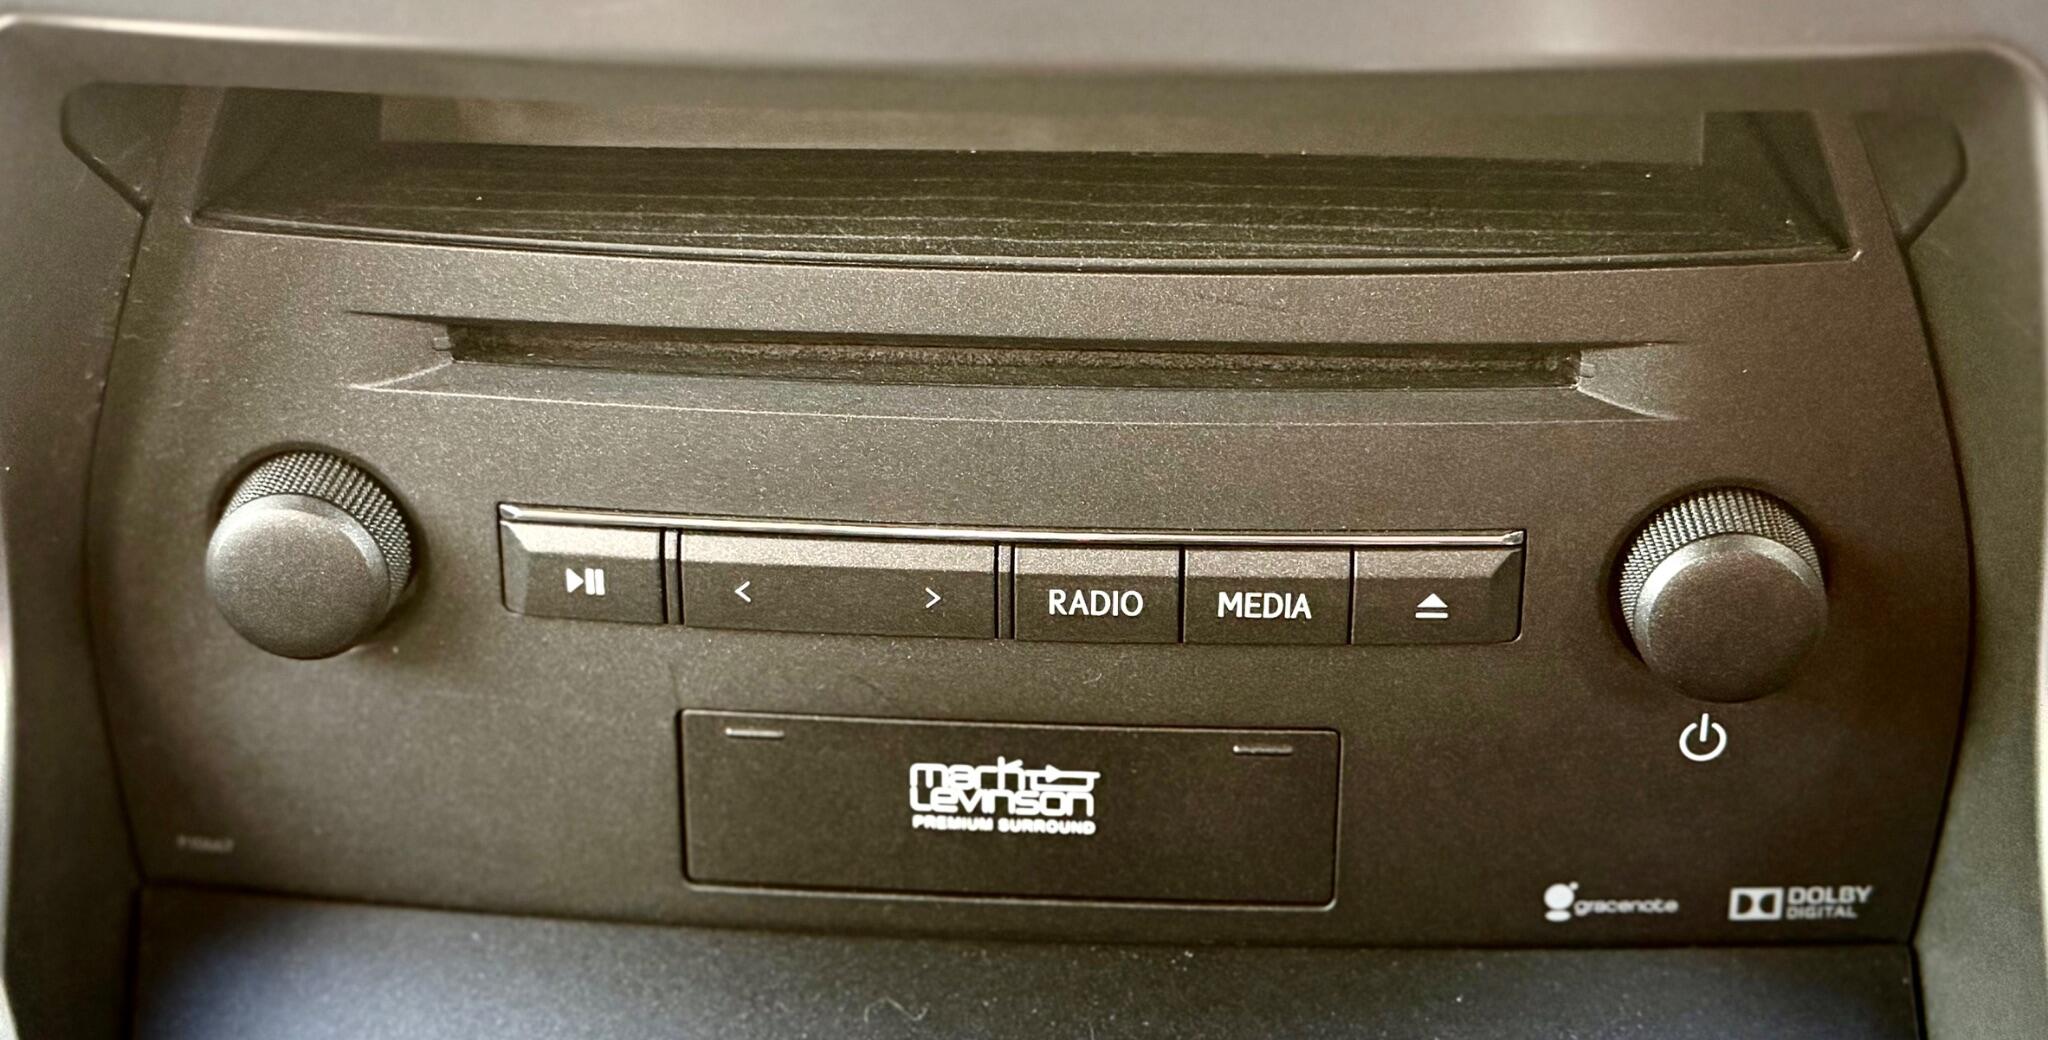 RADIO
MEDIA
mark
Levinson
PREMIUM SURROUND
gracenote
DOLBY
DIGITAL